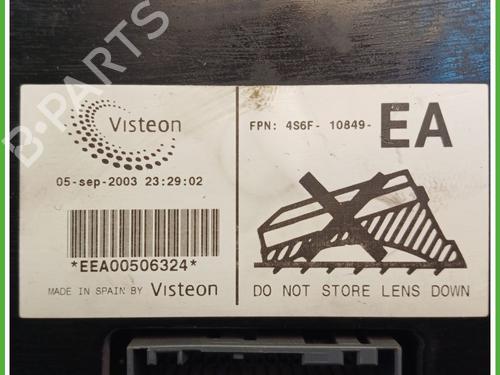 B-PARTS
Visteon
05-sep-2003 23:29:02
*EEA00506324*
MADE IN SPAIN BY Visteon
FPN: 4S6F- 10849- EA
DO NOT STORE LENS DOWN